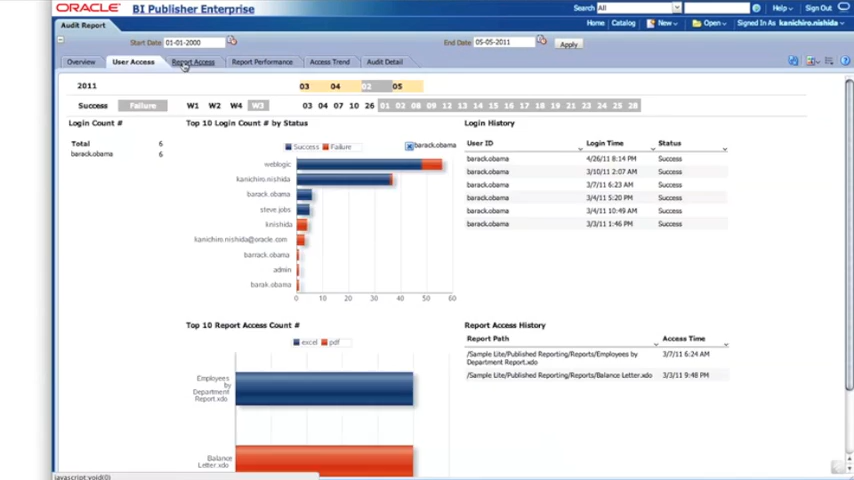 ORACLE BI Publisher Enterprise
Search All
Audit Report
Home Catalog New Open Signed In As kanichiro.nishida
Help Sign Out
Start Date 01-01-2000
End Date 05-05-2011
Apply
Overview User Access Report Access Report Performance Access Trend Audit Detail
2011 03 04 02 05
Success Failure W1 W2 W4 W3 03 04 07 10 26 01 02 08 09 12 13 14 15 16 17 18 19 20 21 22 23 24 25 28
Login Count #
Total 6
barack.obama 6
Top 10 Login Count # by Status
Success Failure
barack.obama
weblogic
kanichiro.nishida
barack.obama
steve.jobs
knishida
kanichiro.nishida@oracle.com
barrack.obama
admin
barak.obama
0 10 20 30 40 50 60
Login History
User ID Login Time Status
barack.obama 4/26/11 8:14 PM Success
barack.obama 3/10/11 2:07 AM Success
barack.obama 3/7/11 6:23 AM Success
barack.obama 3/4/11 5:20 PM Success
barack.obama 3/4/11 10:49 AM Success
barack.obama 3/3/11 1:46 PM Success
Top 10 Report Access Count #
excel pdf
Employees
by
Department
Report.xdo
Balance
Letter.xdo
Report Access History
Report Path Access Time
/Sample Lite/Published Reporting/Reports/Employees by
Department Report.xdo 3/7/11 6:24 AM
/Sample Lite/Published Reporting/Reports/Balance Letter.xdo 3/3/11 9:48 PM
javascript:void(0)